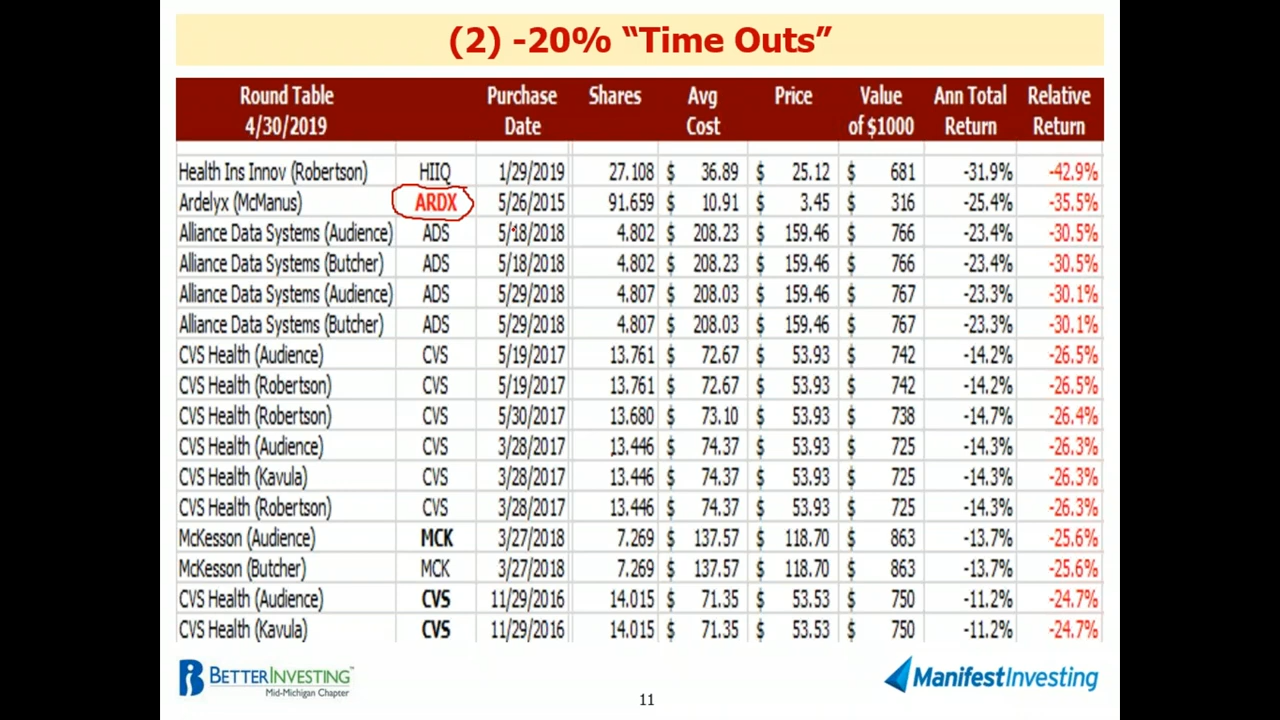 (2) -20% “Time Outs”
Round Table Purchase Shares Avg Price Value Ann Total Relative
4/30/2019 Date Cost of $1000 Return Return
Health Ins Innov (Robertson) HIIQ 1/29/2019 27.108 $ 36.89 $ 25.12 $ 681 -31.9% -42.9%
Ardelyx (McManus) ARDX 5/26/2015 91.659 $ 10.91 $ 3.45 $ 316 -25.4% -35.5%
Alliance Data Systems (Audience) ADS 5/18/2018 4.802 $ 208.23 $ 159.46 $ 766 -23.4% -30.5%
Alliance Data Systems (Butcher) ADS 5/18/2018 4.802 $ 208.23 $ 159.46 $ 766 -23.4% -30.5%
Alliance Data Systems (Audience) ADS 5/29/2018 4.807 $ 208.03 $ 159.46 $ 767 -23.3% -30.1%
Alliance Data Systems (Butcher) ADS 5/29/2018 4.807 $ 208.03 $ 159.46 $ 767 -23.3% -30.1%
CVS Health (Audience) CVS 5/19/2017 13.761 $ 72.67 $ 53.93 $ 742 -14.2% -26.5%
CVS Health (Robertson) CVS 5/19/2017 13.761 $ 72.67 $ 53.93 $ 742 -14.2% -26.5%
CVS Health (Robertson) CVS 5/30/2017 13.680 $ 73.10 $ 53.93 $ 738 -14.7% -26.4%
CVS Health (Audience) CVS 3/28/2017 13.446 $ 74.37 $ 53.93 $ 725 -14.3% -26.3%
CVS Health (Kavula) CVS 3/28/2017 13.446 $ 74.37 $ 53.93 $ 725 -14.3% -26.3%
CVS Health (Robertson) CVS 3/28/2017 13.446 $ 74.37 $ 53.93 $ 725 -14.3% -26.3%
McKesson (Audience) MCK 3/27/2018 7.269 $ 137.57 $ 118.70 $ 863 -13.7% -25.6%
McKesson (Butcher) MCK 3/27/2018 7.269 $ 137.57 $ 118.70 $ 863 -13.7% -25.6%
CVS Health (Audience) CVS 11/29/2016 14.015 $ 71.35 $ 53.53 $ 750 -11.2% -24.7%
CVS Health (Kavula) CVS 11/29/2016 14.015 $ 71.35 $ 53.53 $ 750 -11.2% -24.7%
BETTERINVESTING™
Mid-Michigan Chapter
11
ManifestInvesting